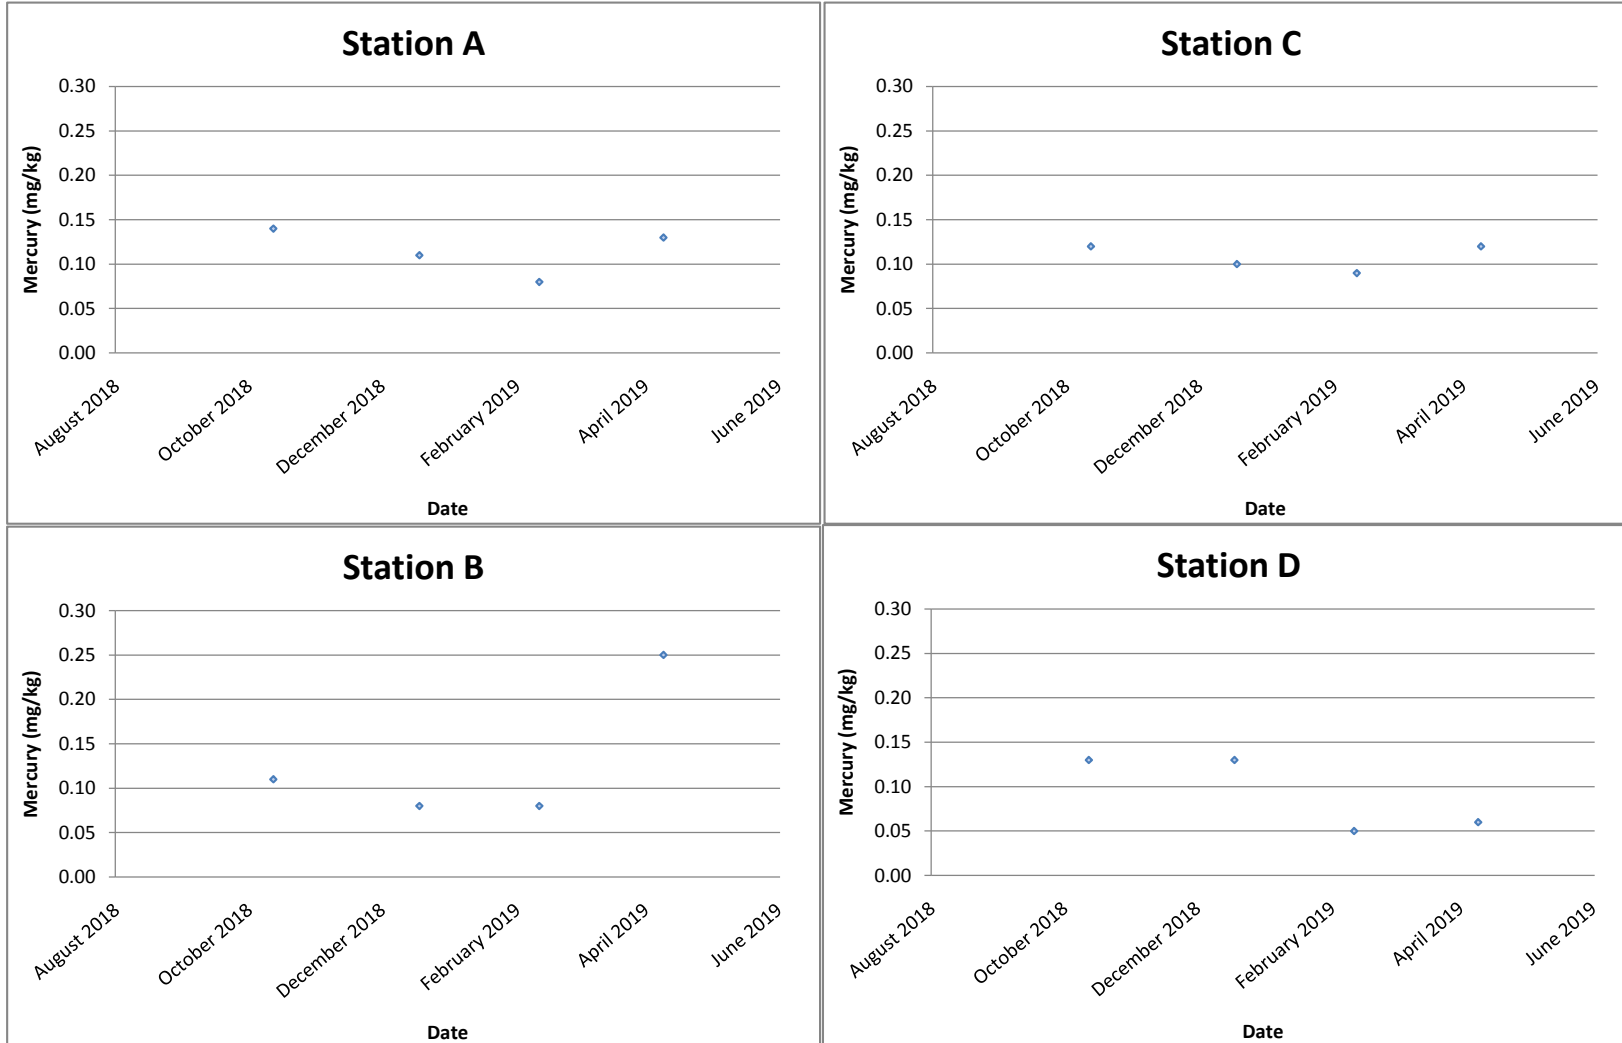 Station A
Mercury (mg/kg)
0.30
0.25
0.20
0.15
0.10
0.05
0.00
August 2018
October 2018
December 2018
February 2019
April 2019
June 2019
Date
Station C
Mercury (mg/kg)
0.30
0.25
0.20
0.15
0.10
0.05
0.00
August 2018
October 2018
December 2018
February 2019
April 2019
June 2019
Date
Station B
Mercury (mg/kg)
0.30
0.25
0.20
0.15
0.10
0.05
0.00
August 2018
October 2018
December 2018
February 2019
April 2019
June 2019
Date
Station D
Mercury (mg/kg)
0.30
0.25
0.20
0.15
0.10
0.05
0.00
August 2018
October 2018
December 2018
February 2019
April 2019
June 2019
Date